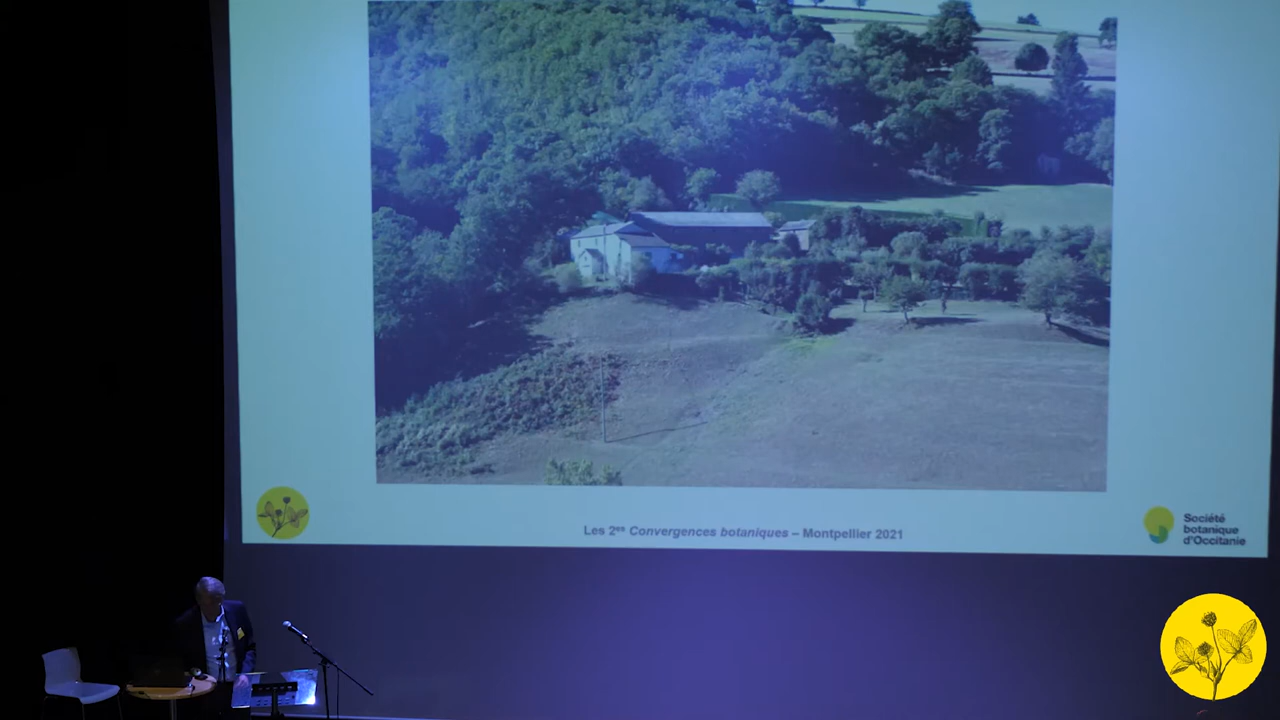 Les 2es Convergences botaniques – Montpellier 2021
Société
botanique
d'Occitanie